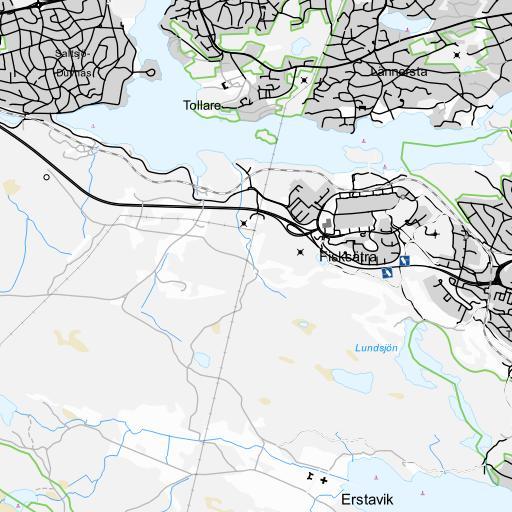 Saltsjö-
Duvnäs
Lännersta
Tollare
Fisksätra
Lundsjön
Erstavik